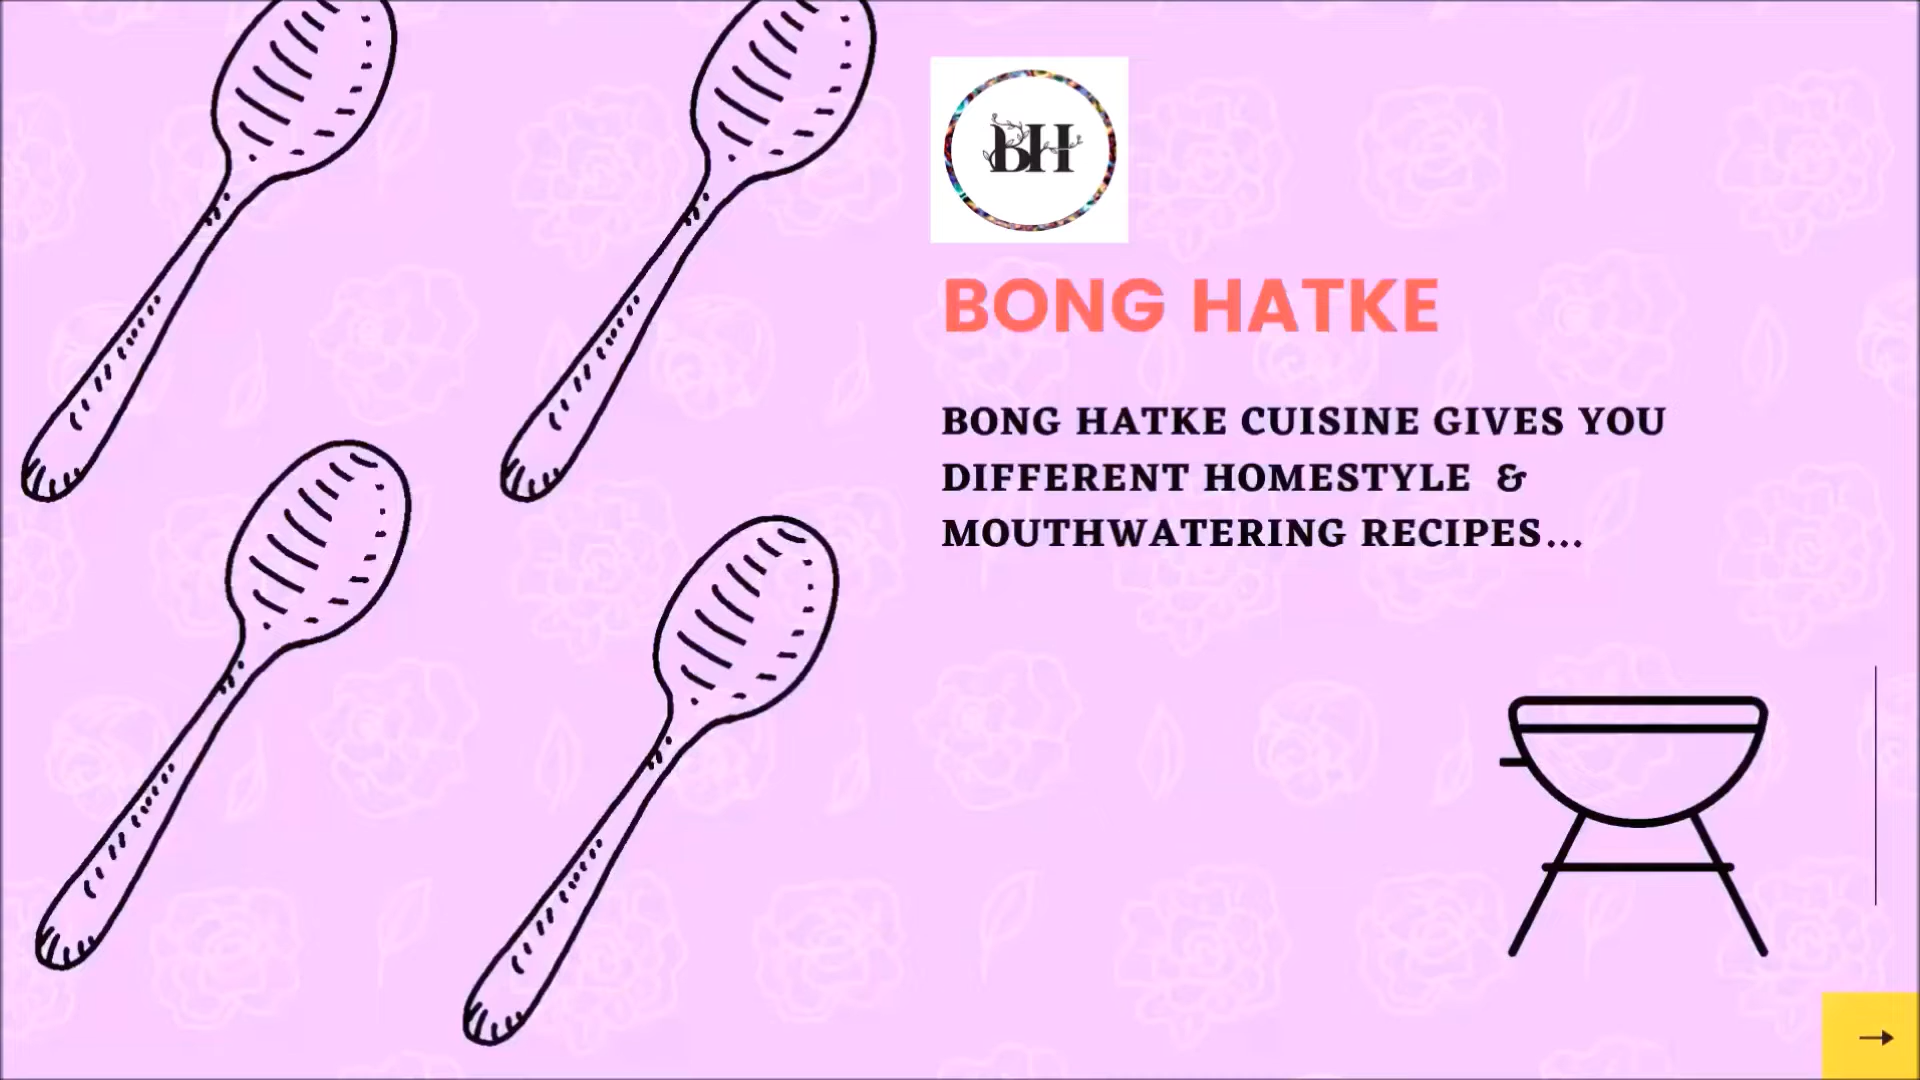 BH
BONG HATKE
BONG HATKE CUISINE GIVES YOU
DIFFERENT HOMESTYLE &
MOUTHWATERING RECIPES...